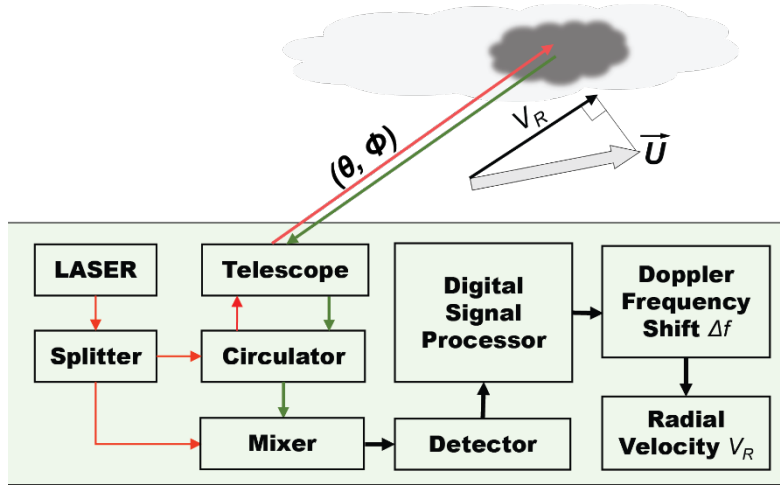 V_R
(θ, Φ)
U
LASER
Telescope
Digital
Signal
Processor
Doppler
Frequency
Shift Δf
Splitter
Circulator
Mixer
Detector
Radial
Velocity V_R